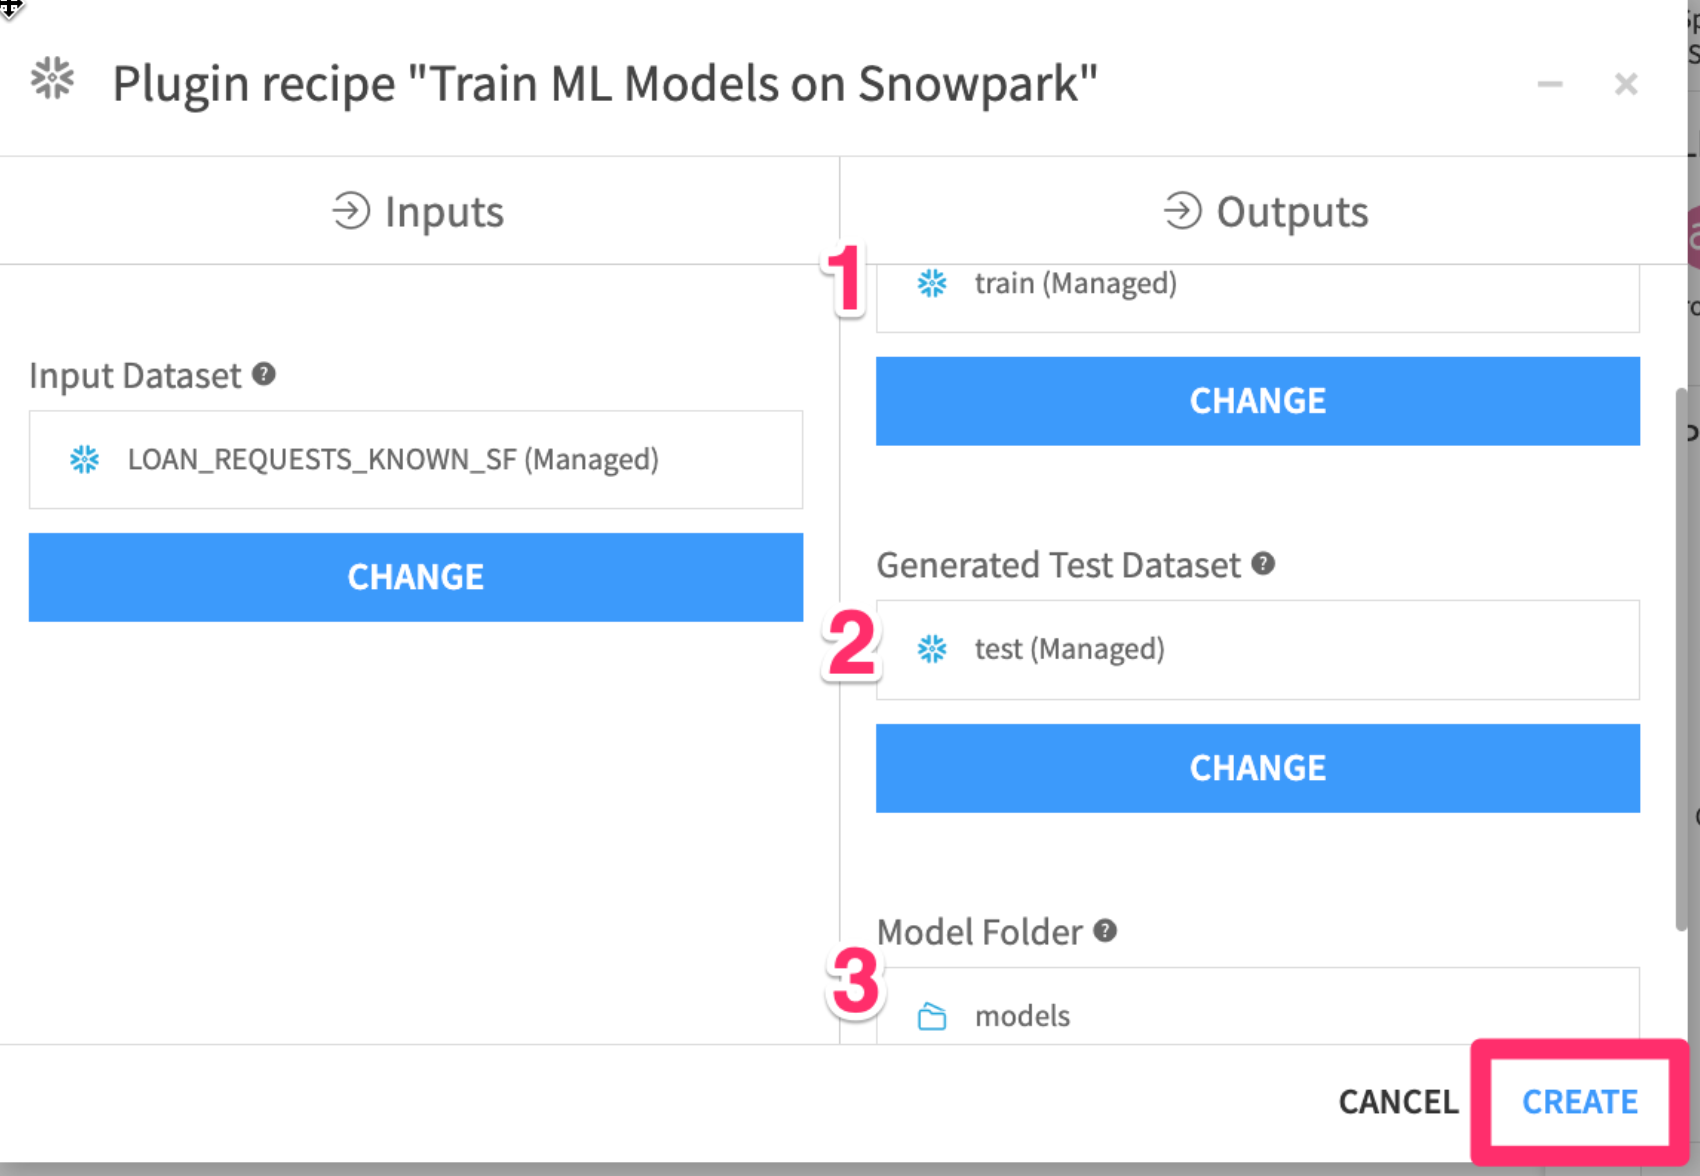 Plugin recipe "Train ML Models on Snowpark"
Inputs
Outputs
1
train (Managed)
CHANGE
Input Dataset ?
LOAN_REQUESTS_KNOWN_SF (Managed)
CHANGE
Generated Test Dataset ?
2
test (Managed)
CHANGE
Model Folder ?
3
models
CANCEL
CREATE